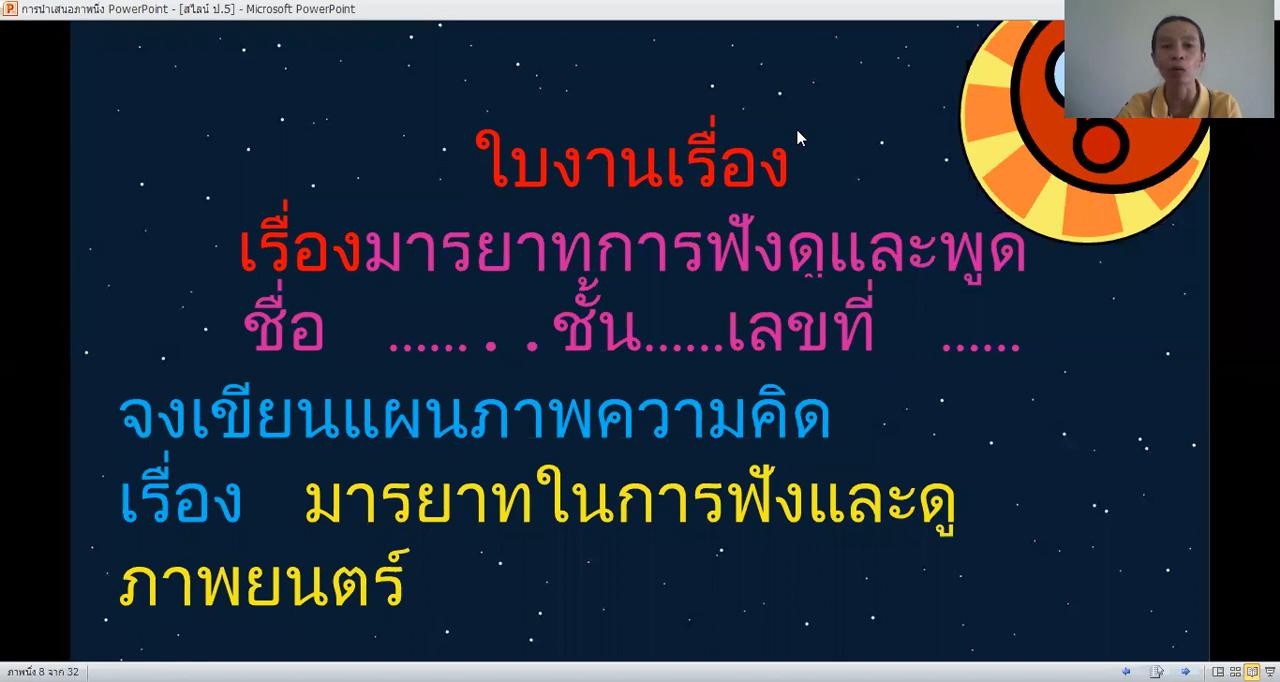 การนำเสนอภาพนิ่ง PowerPoint - [สไลน์ ป.5] - Microsoft PowerPoint
ใบงานเรื่อง
เรื่องมารยาทการฟังดูและพูด
ชื่อ ...... . . ชั้น......เลขที่ ......
จงเขียนแผนภาพความคิด
เรื่อง มารยาทในการฟังและดู
ภาพยนตร์
ภาพนิ่ง 8 จาก 32